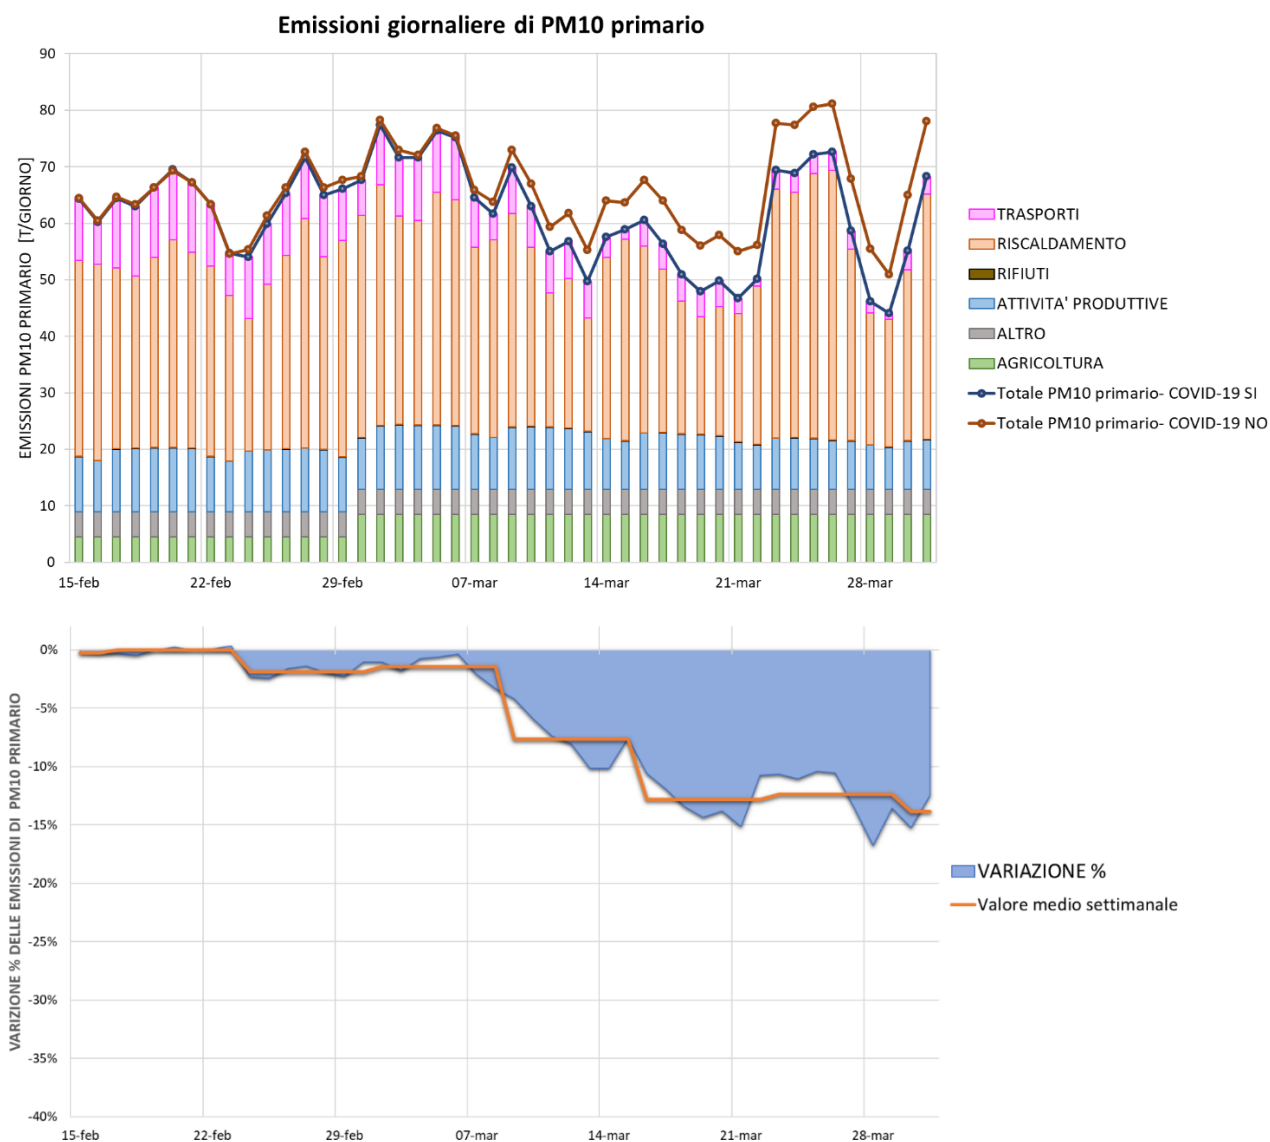 Emissioni giornaliere di PM10 primario
EMISSIONI PM10 PRIMARIO [T/GIORNO]
90
80
70
60
50
40
30
20
10
0
15-feb 22-feb 29-feb 07-mar 14-mar 21-mar 28-mar
TRASPORTI
RISCALDAMENTO
RIFIUTI
ATTIVITA' PRODUTTIVE
ALTRO
AGRICOLTURA
Totale PM10 primario- COVID-19 SI
Totale PM10 primario- COVID-19 NO
VARIZIONE % DELLE EMISSIONI DI PM10 PRIMARIO
0%
-5%
-10%
-15%
-20%
-25%
-30%
-35%
-40%
15-feb 22-feb 29-feb 07-mar 14-mar 21-mar 28-mar
VARIAZIONE %
Valore medio settimanale